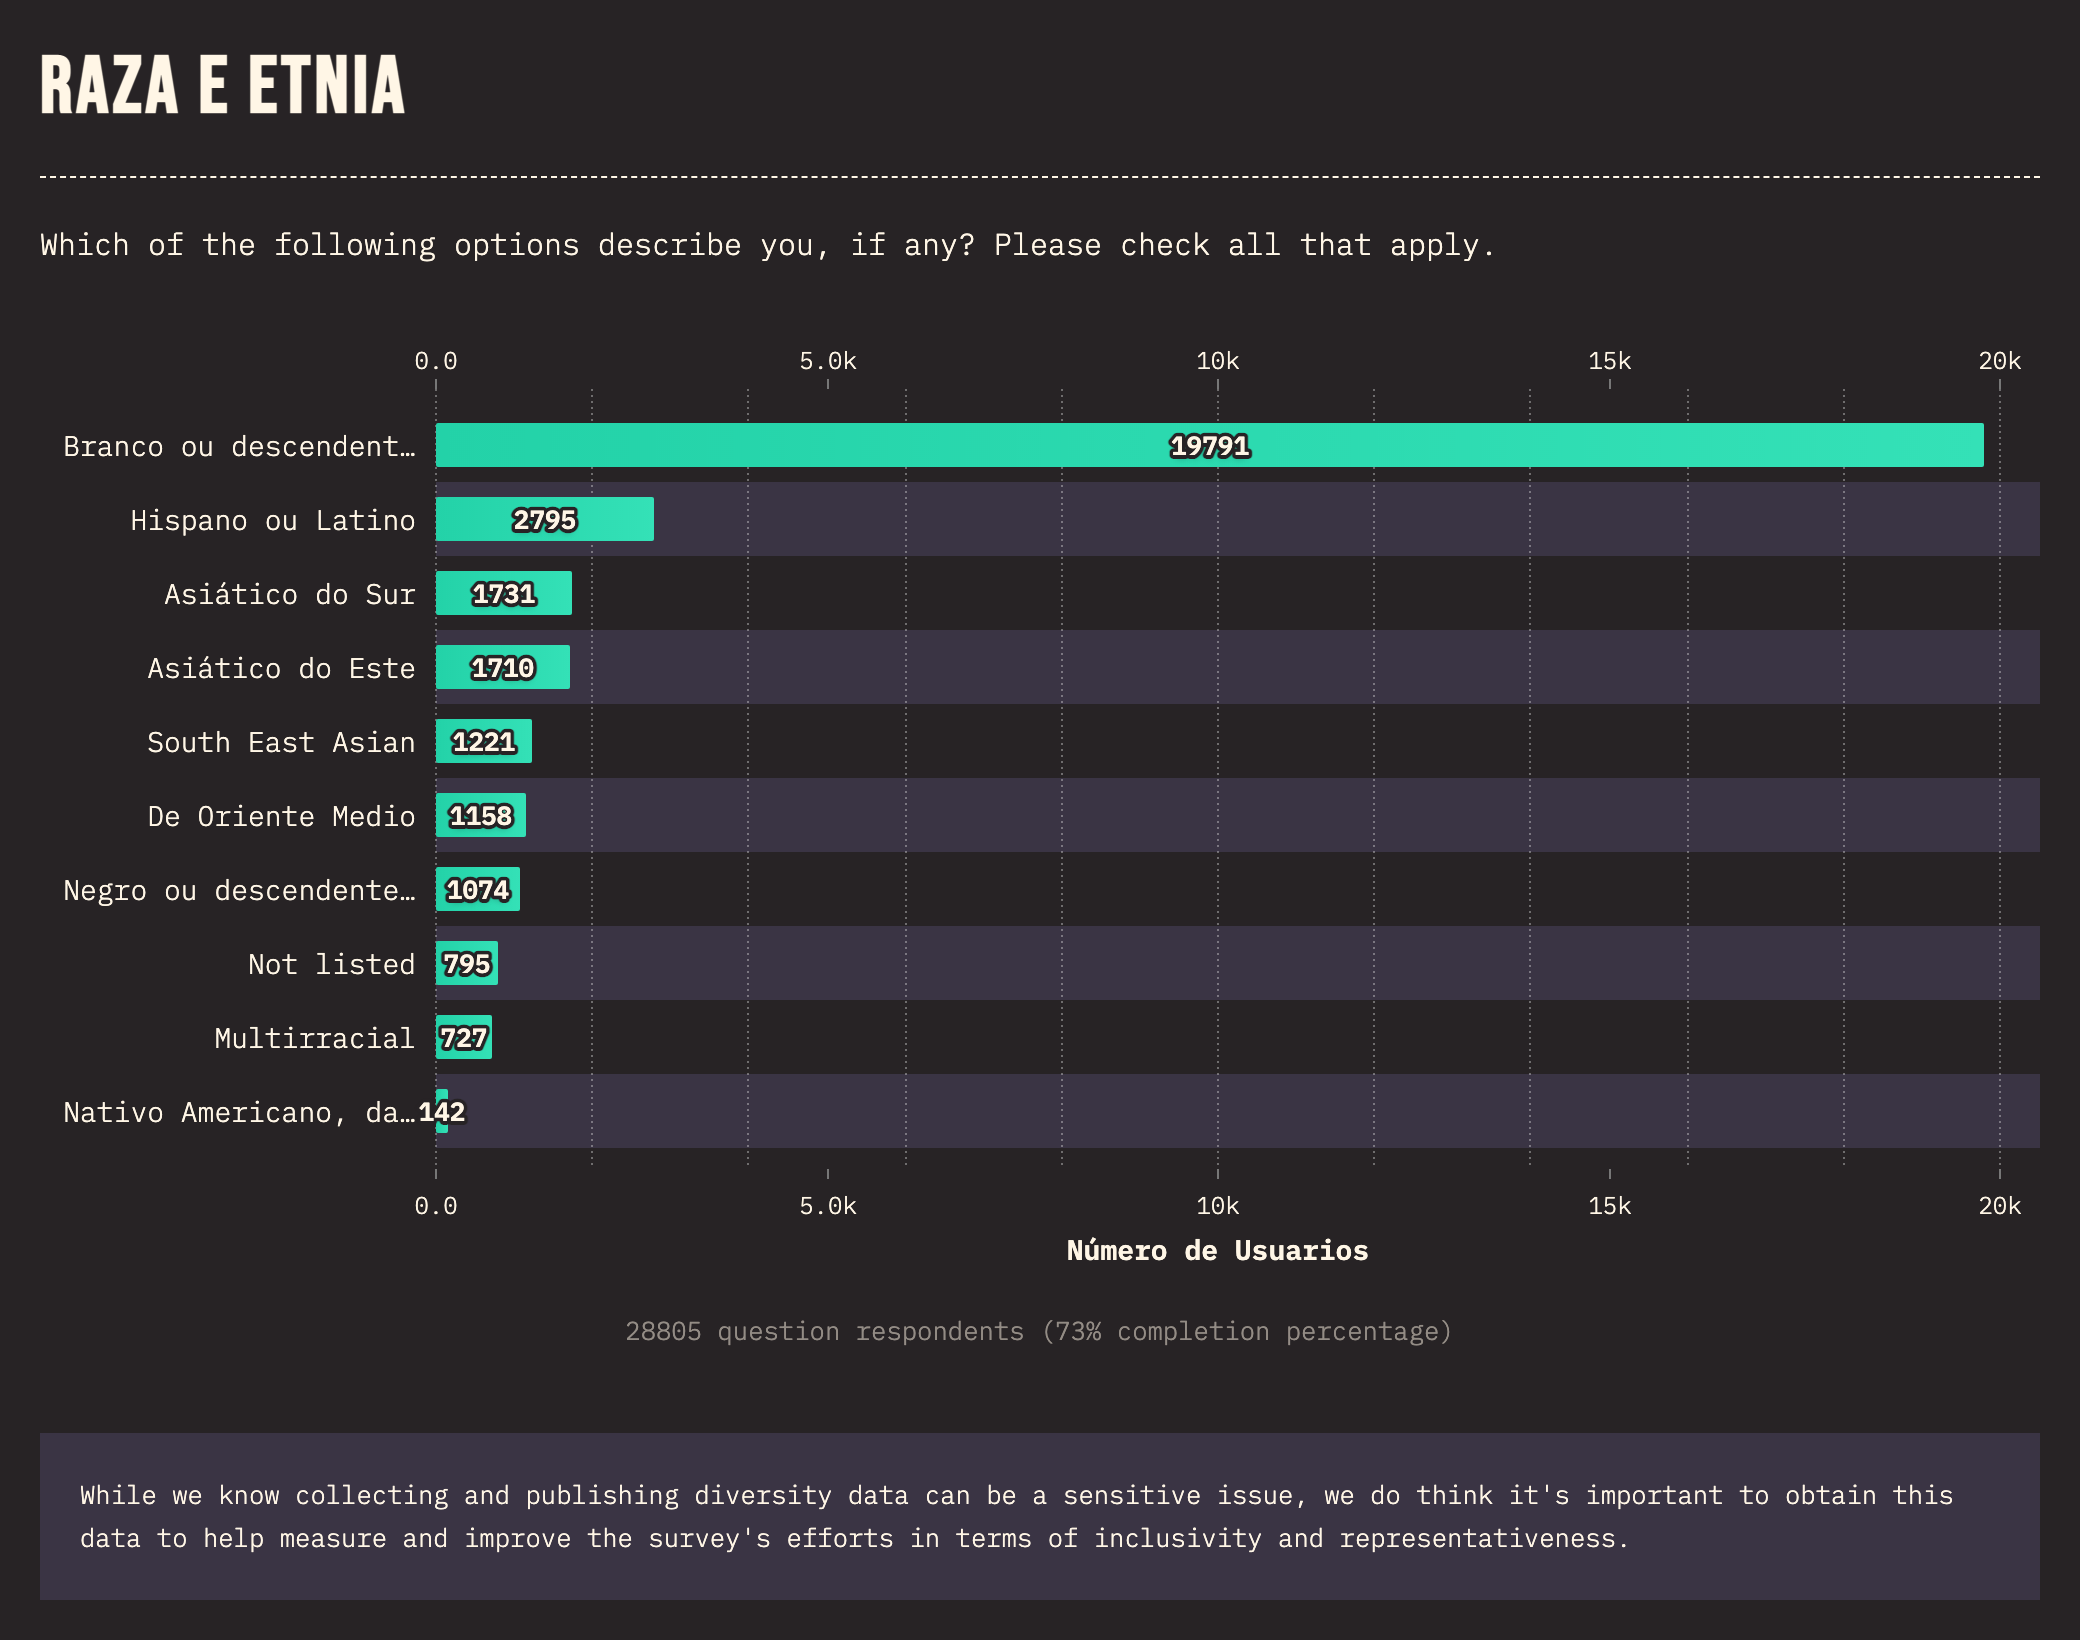 RAZA E ETNIA
Which of the following options describe you, if any? Please check all that apply.
0.0 5.0k 10k 15k 20k
Branco ou descendent… 19791
Hispano ou Latino 2795
Asiático do Sur 1731
Asiático do Este 1710
South East Asian 1221
De Oriente Medio 1158
Negro ou descendente… 1074
Not listed 795
Multirracial 727
Nativo Americano, da… 142
0.0 5.0k 10k 15k 20k
Número de Usuarios
28805 question respondents (73% completion percentage)
While we know collecting and publishing diversity data can be a sensitive issue, we do think it's important to obtain this
data to help measure and improve the survey's efforts in terms of inclusivity and representativeness.